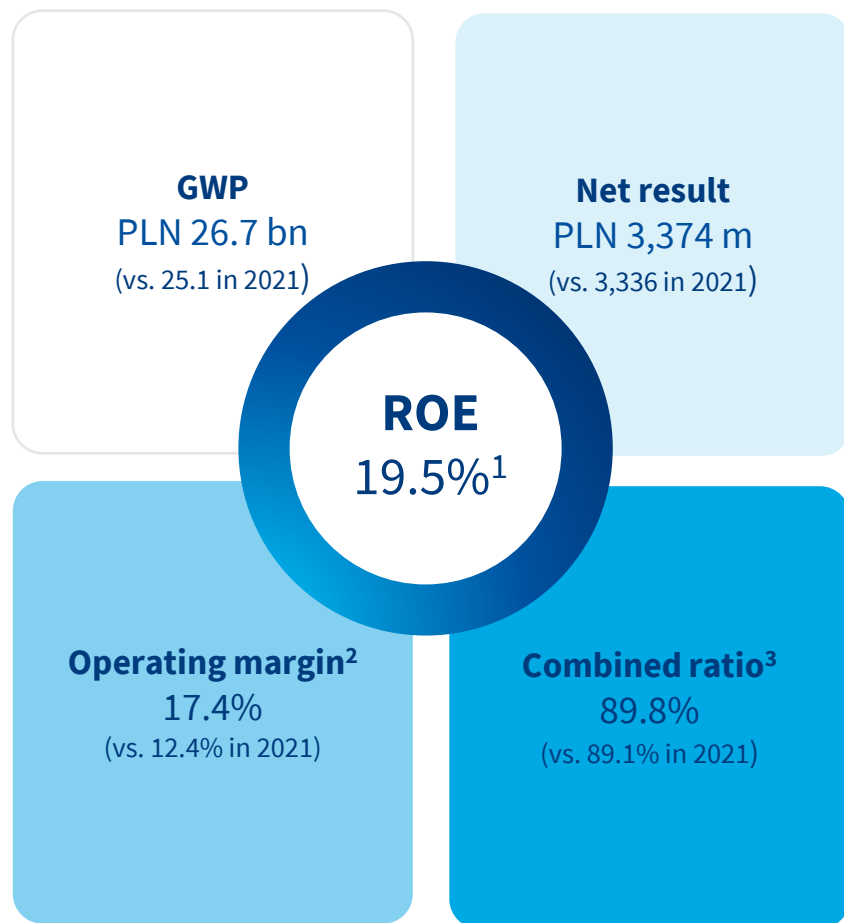 GWP
PLN 26.7 bn
(vs. 25.1 in 2021)
Net result
PLN 3,374 m
(vs. 3,336 in 2021)
ROE
19.5%¹
Operating margin²
17.4%
(vs. 12.4% in 2021)
Combined ratio³
89.8%
(vs. 89.1% in 2021)